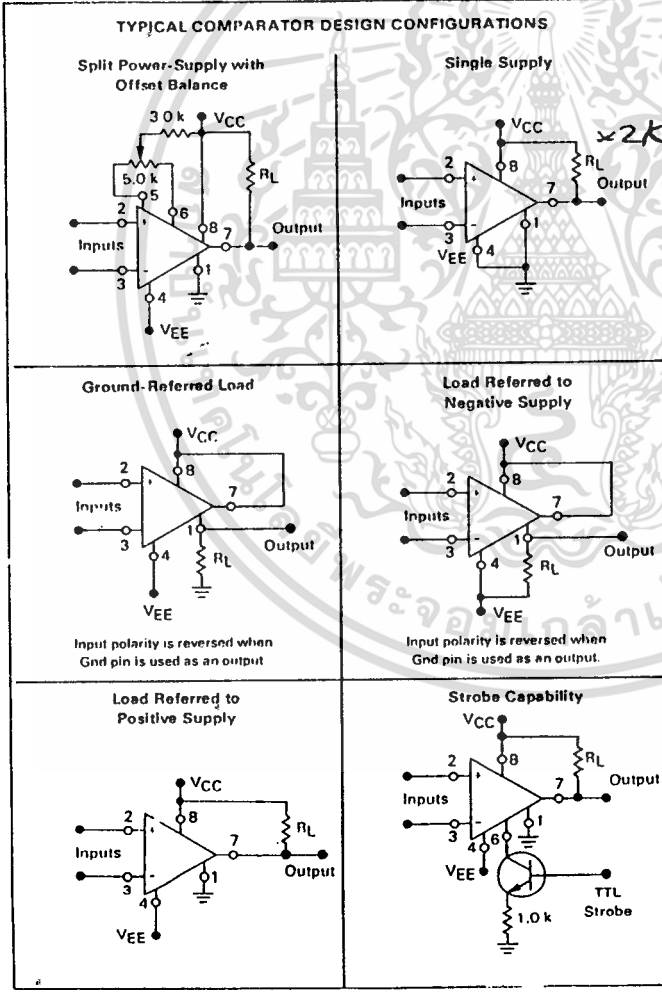 TYPICAL COMPARATOR DESIGN CONFIGURATIONS
Split Power-Supply with
Offset Balance
3.0 k
VCC
5.0 k
RL
5
6
2
+
8
7
Output
Inputs
-
3
1
4
VEE
Single Supply
VCC
×2K
8
RL
2
+
7
Output
Inputs
-
3
1
4
VEE
Ground-Referred Load
VCC
8
2
+
7
Inputs
-
3
1
Output
4
RL
VEE
Input polarity is reversed when
Gnd pin is used as an output
Load Referred to
Negative Supply
VCC
8
2
+
7
Inputs
-
3
1
Output
4
RL
VEE
Input polarity is reversed when
Gnd pin is used as an output.
Load Referred to
Positive Supply
VCC
8
2
+
RL
7
Inputs
Output
-
3
1
4
VEE
Strobe Capability
VCC
8
RL
2
+
7
Output
Inputs
-
3
1
4
6
VEE
TTL
Strobe
1.0 k